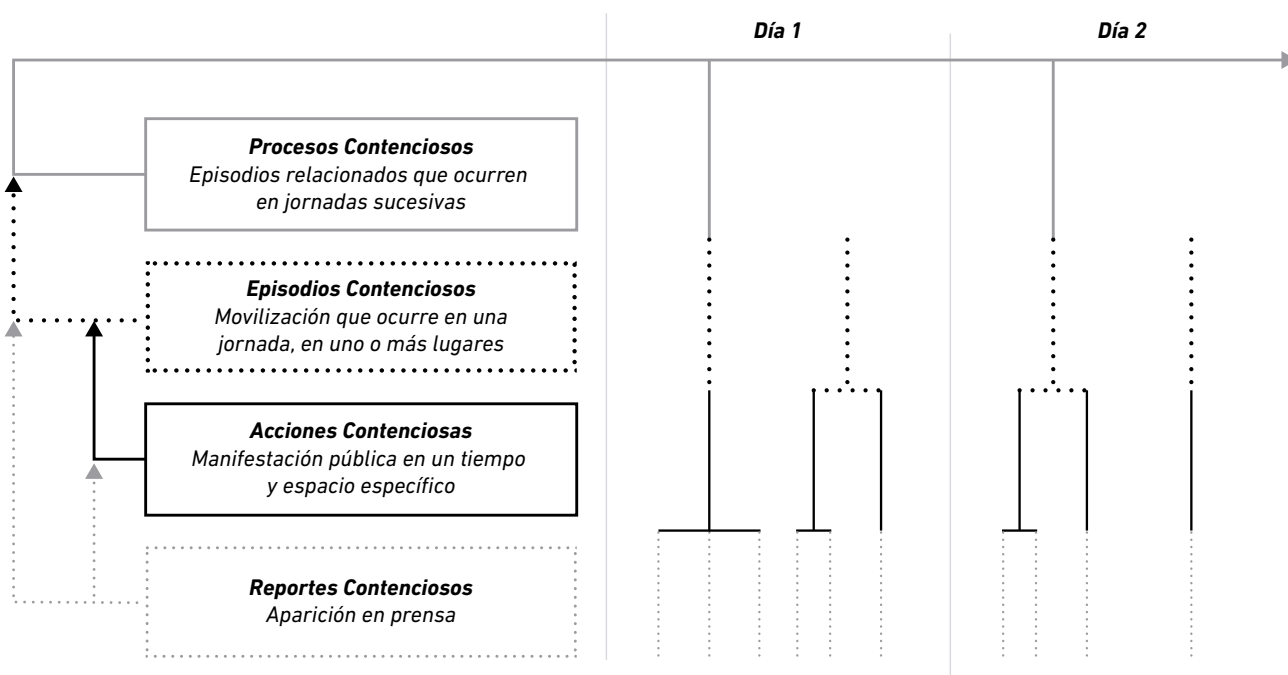 Día 1
Día 2
Procesos Contenciosos
Episodios relacionados que ocurren
en jornadas sucesivas
Episodios Contenciosos
Movilización que ocurre en una
jornada, en uno o más lugares
Acciones Contenciosas
Manifestación pública en un tiempo
y espacio específico
Reportes Contenciosos
Aparición en prensa